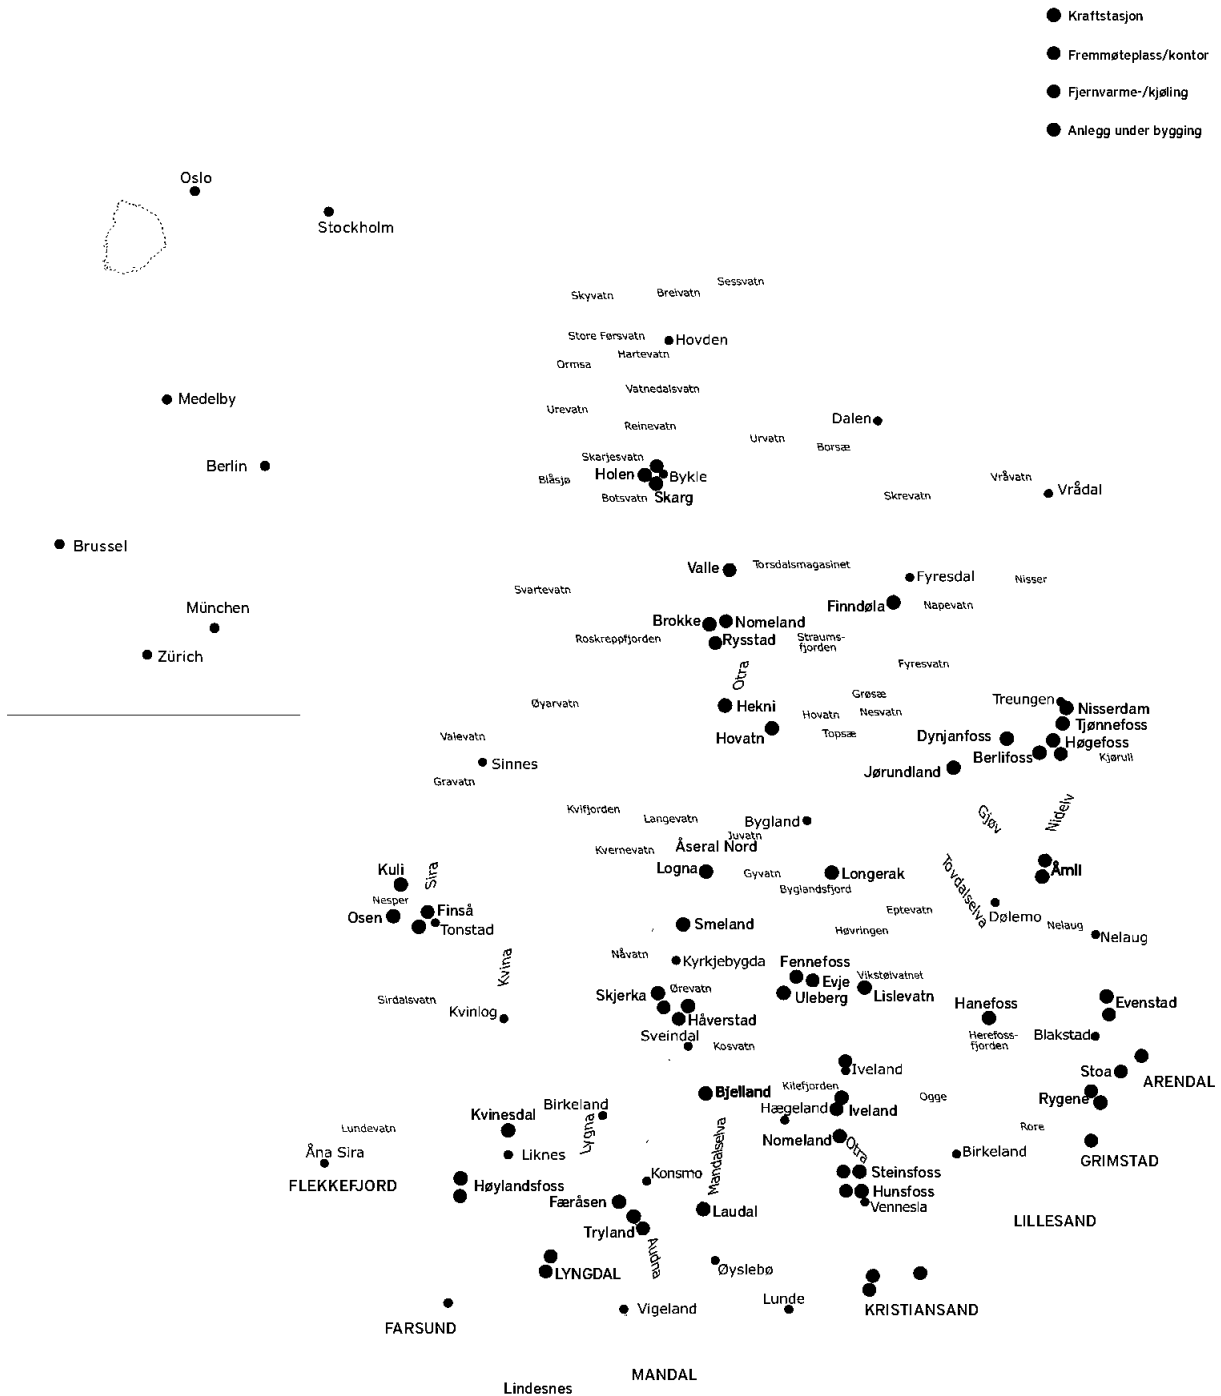 Kraftstasjon
Fremmøteplass/kontor
Fjernvarme-/kjøling
Anlegg under bygging
Oslo
Stockholm
Medelby
Berlin
Brussel
München
Zürich
Sessvatn
Breivatn
Skyvatn
Store Førsvatn
Hovden
Hartevatn
Ormsa
Vatnedalsvatn
Urevatn
Dalen
Reinevatn
Urvatn
Borsæ
Skarjesvatn
Holen
Bykle
Blåsjø
Vråvatn
Vrådal
Botsvatn
Skarg
Skrevatn
Valle
Torsdalsmagasinet
Fyresdal
Nisser
Svartevatn
Finndøla
Napevatn
Brokke
Nomeland
Roskreppfjorden
Rysstad
Straums-
fjorden
Fyresvatn
Otra
Grøsæ
Øyarvatn
Hekni
Hovatn
Nesvatn
Treungen
Nisserdam
Tjønnefoss
Hovatn
Topsæ
Dynjanfoss
Høgefoss
Valevatn
Berlifoss
Kjørull
Sinnes
Jørundland
Gravatn
Kvifjorden
Langevatn
Bygland
Gjøv
Nidelv
Juvatn
Åseral Nord
Kvernevatn
Kuli
Sira
Logna
Gyvatn
Longerak
Åmli
Byglandsfjord
Tovdalselva
Nesper
Osen
Finså
Tonstad
Eptevatn
Dølemo
Smeland
Høvringen
Nelaug
Nelaug
Nåvatn
Kyrkjebygda
Fennefoss
Kvina
Evje
Vikstølvatnet
Skjerka
Ørevatn
Uleberg
Lislevatn
Sirdalsvatn
Hanefoss
Evenstad
Kvinlog
Håverstad
Sveindal
Kosvatn
Herefoss-
fjorden
Blakstad
Iveland
Stoa
ARENDAL
Bjelland
Kilefjorden
Ogge
Rygene
Birkeland
Hægeland
Iveland
Kvinesdal
Lygna
Lundevatn
Mandalselva
Nomeland
Otra
Rore
Åna Sira
Liknes
Birkeland
GRIMSTAD
FLEKKEFJORD
Høylandsfoss
Konsmo
Steinsfoss
Hunsfoss
Færåsen
Laudal
Vennesla
LILLESAND
Tryland
Audna
LYNGDAL
Øyslebø
Lunde
Vigeland
KRISTIANSAND
FARSUND
MANDAL
Lindesnes